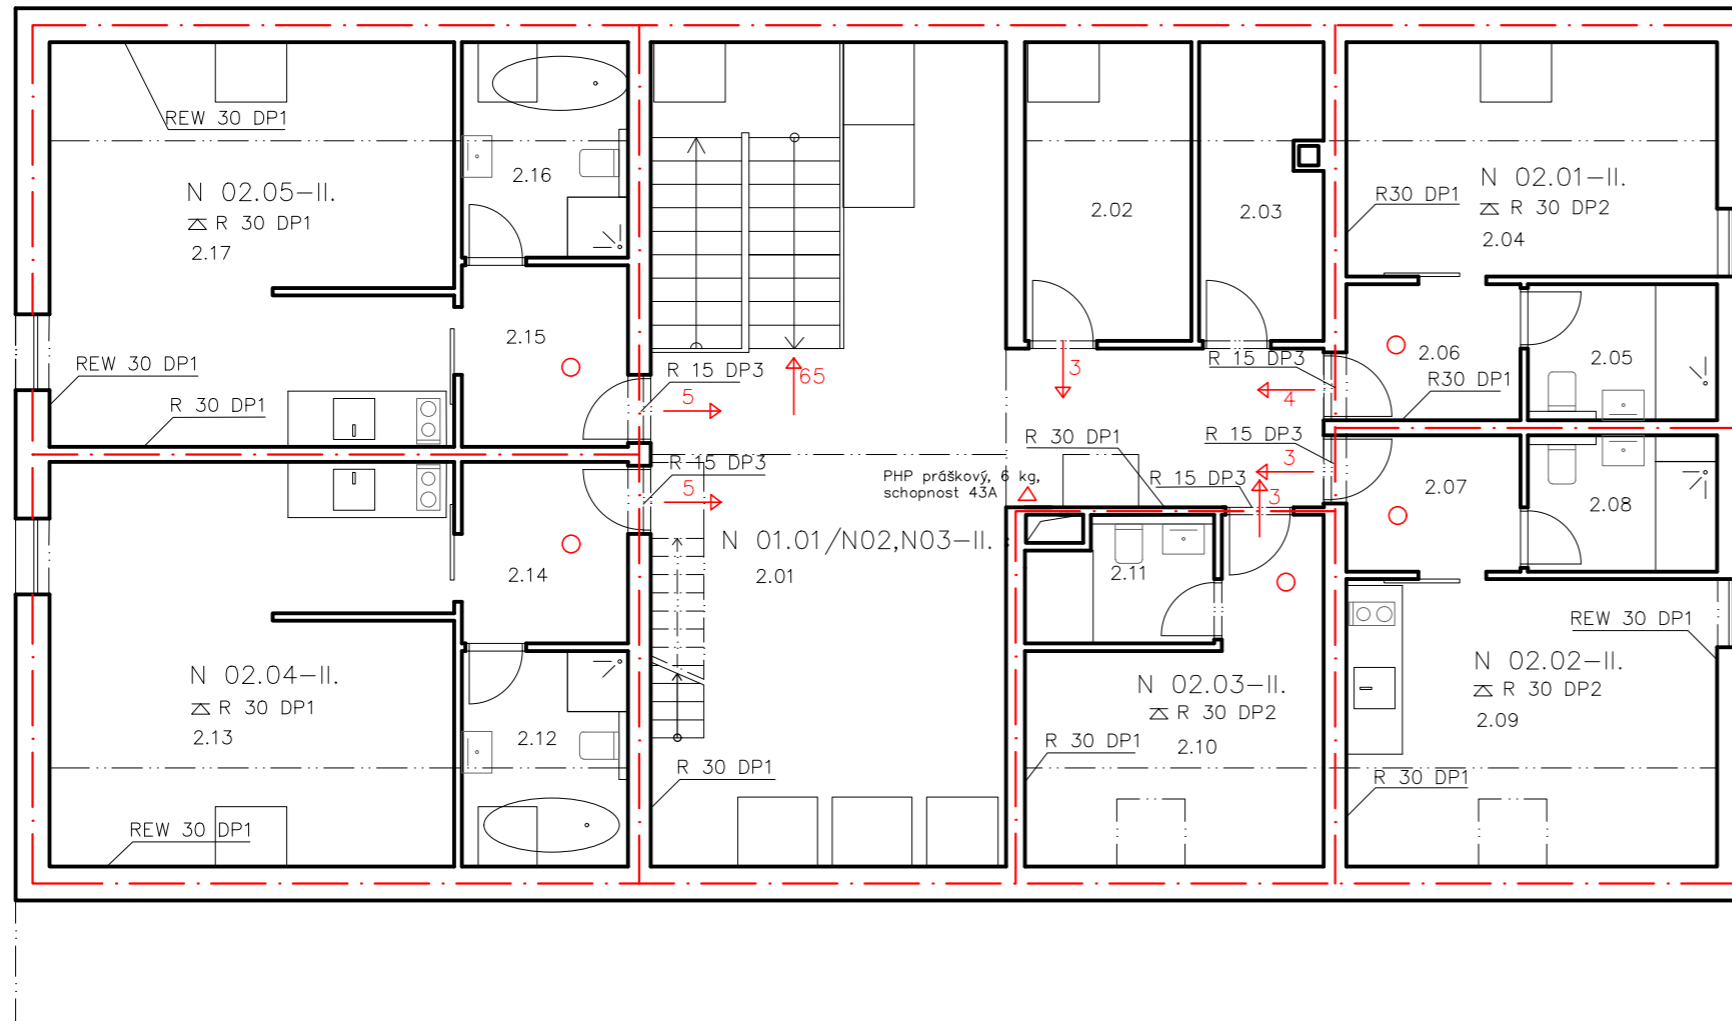 REW 30 DP1
N 02.05-II.
R 30 DP1
2.17
2.16
2.15
REW 30 DP1
R 30 DP1
R 15 DP3
5
65
2.02
2.03
3
R 15 DP3
4
R30 DP1
N 02.01-II.
R 30 DP2
2.04
2.06
2.05
R30 DP1
R 15 DP3
5
R 30 DP1
R 15 DP3
3
R 15 DP3
3
PHP práškový, 6 kg,
schopnost 43A
2.07
2.08
N 01.01/N02,N03-II.
2.01
2.11
2.14
N 02.04-II.
R 30 DP1
2.13
2.12
REW 30 DP1
R 30 DP1
N 02.03-II.
R 30 DP2
2.10
R 30 DP1
REW 30 DP1
N 02.02-II.
R 30 DP2
2.09
R 30 DP1